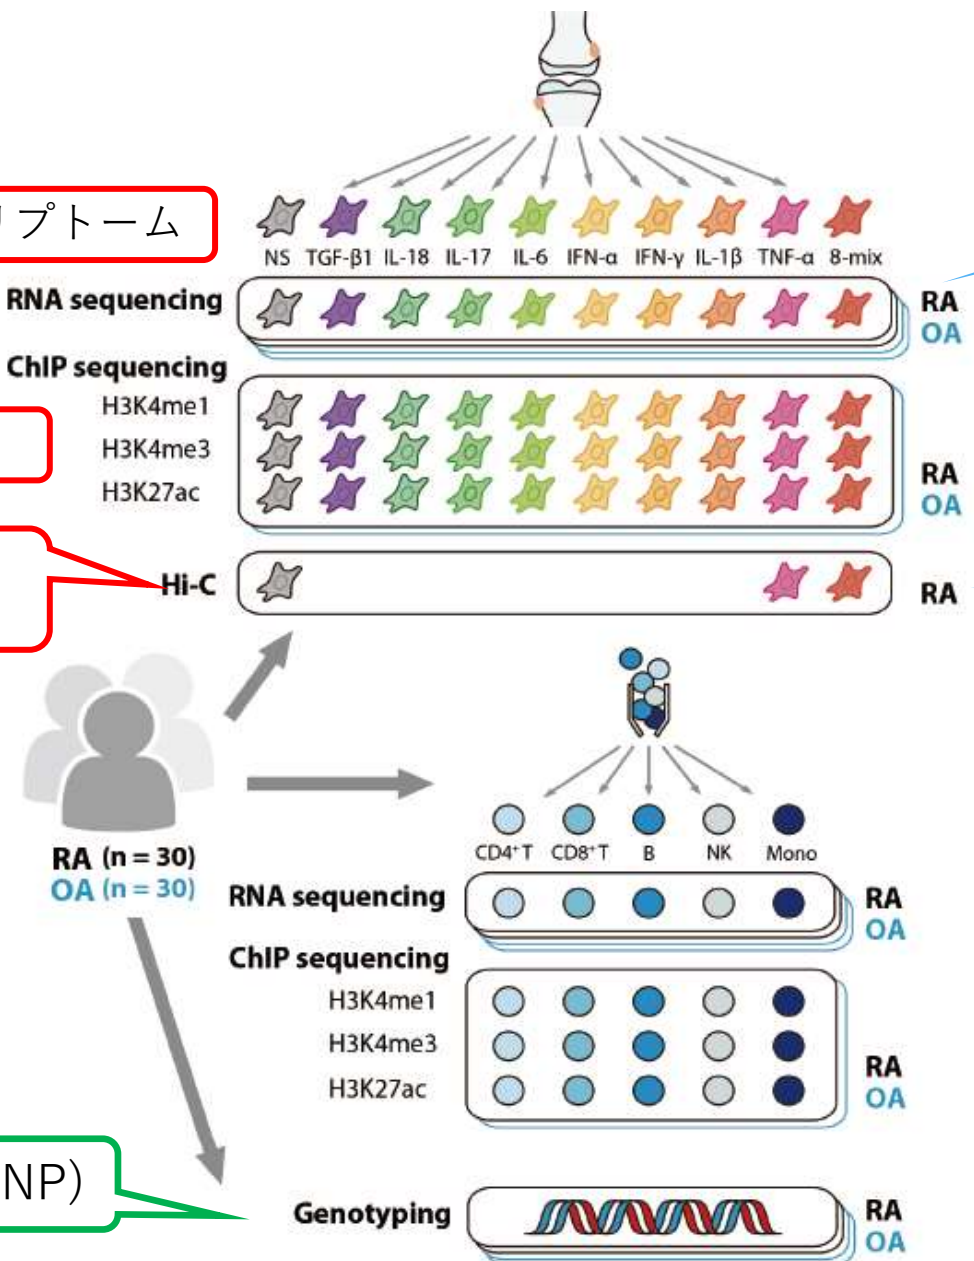 リプトーム
NS TGF-β1 IL-18 IL-17 IL-6 IFN-α IFN-γ IL-1β TNF-α 8-mix
RNA sequencing
RA
OA
ChIP sequencing
H3K4me1
H3K4me3
H3K27ac
RA
OA
Hi-C
RA
RA (n = 30)
OA (n = 30)
CD4⁺T CD8⁺T B NK Mono
RNA sequencing
RA
OA
ChIP sequencing
H3K4me1
H3K4me3
H3K27ac
RA
OA
NP)
Genotyping
RA
OA